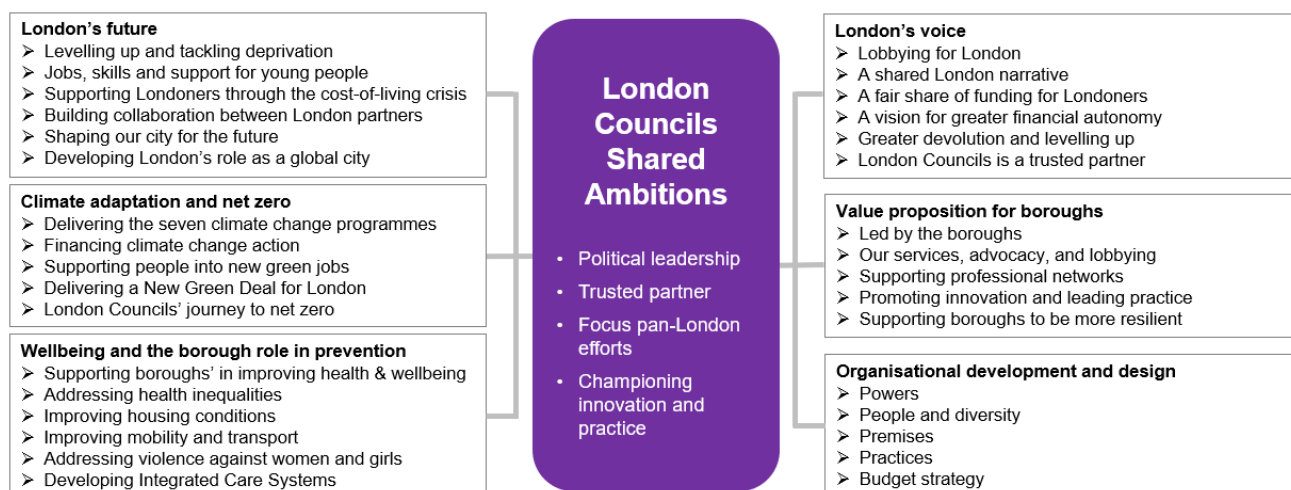 London's future
➢ Levelling up and tackling deprivation
➢ Jobs, skills and support for young people
➢ Supporting Londoners through the cost-of-living crisis
➢ Building collaboration between London partners
➢ Shaping our city for the future
➢ Developing London's role as a global city
Climate adaptation and net zero
➢ Delivering the seven climate change programmes
➢ Financing climate change action
➢ Supporting people into new green jobs
➢ Delivering a New Green Deal for London
➢ London Councils' journey to net zero
Wellbeing and the borough role in prevention
➢ Supporting boroughs' in improving health & wellbeing
➢ Addressing health inequalities
➢ Improving housing conditions
➢ Improving mobility and transport
➢ Addressing violence against women and girls
➢ Developing Integrated Care Systems
London
Councils
Shared
Ambitions
• Political leadership
• Trusted partner
• Focus pan-London
efforts
• Championing
innovation and
practice
London's voice
➢ Lobbying for London
➢ A shared London narrative
➢ A fair share of funding for Londoners
➢ A vision for greater financial autonomy
➢ Greater devolution and levelling up
➢ London Councils is a trusted partner
Value proposition for boroughs
➢ Led by the boroughs
➢ Our services, advocacy, and lobbying
➢ Supporting professional networks
➢ Promoting innovation and leading practice
➢ Supporting boroughs to be more resilient
Organisational development and design
➢ Powers
➢ People and diversity
➢ Premises
➢ Practices
➢ Budget strategy